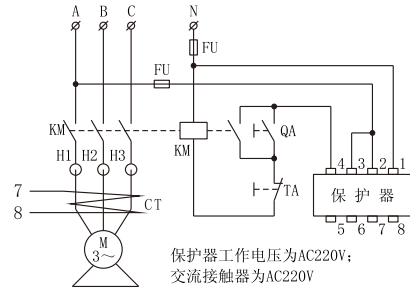 A B C N
FU
FU
KM QA
KM
H1 H2 H3
4 3 2 1
7
TA
保护器
CT
8
5 6 7 8
M
3～
保护器工作电压为AC220V；
交流接触器为AC220V